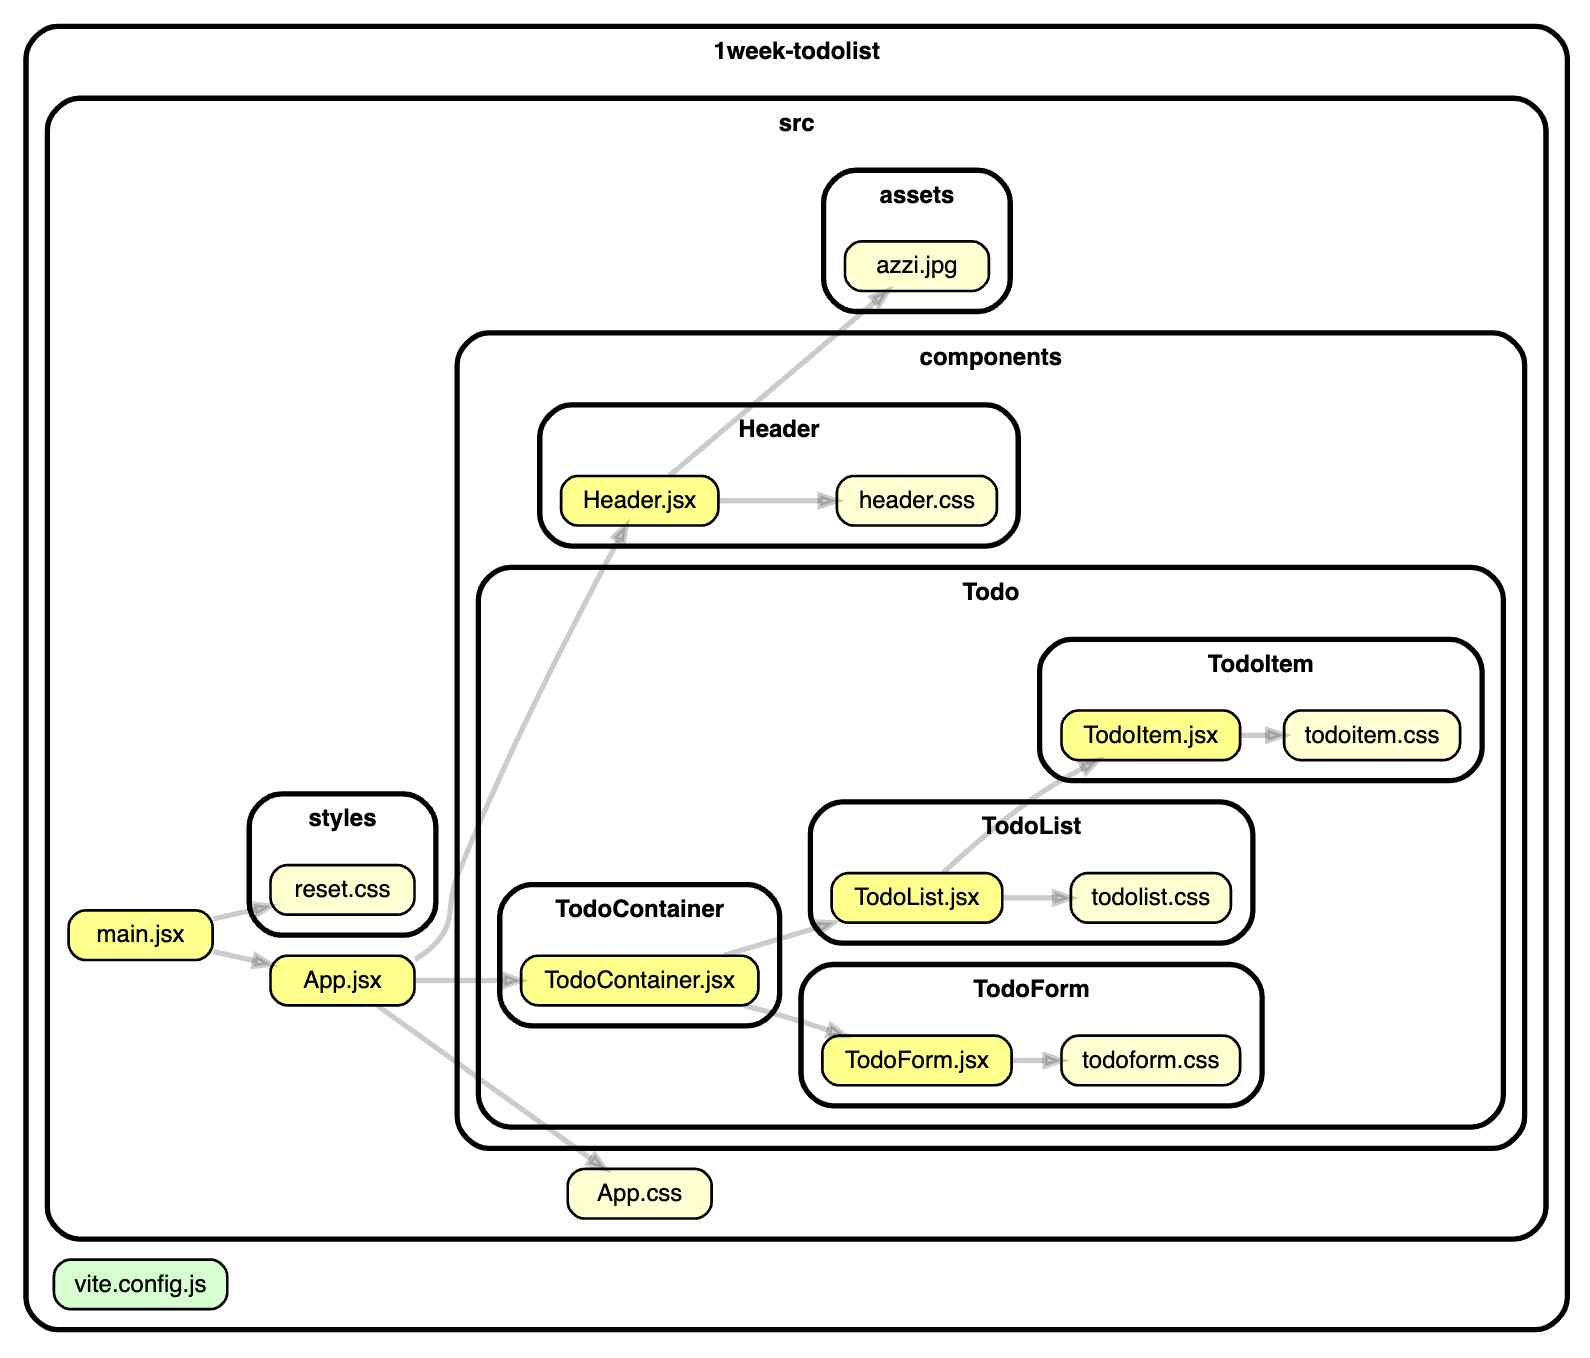 1week-todolist
src
assets
azzi.jpg
components
Header
Header.jsx
header.css
Todo
TodoItem
TodoItem.jsx
todoitem.css
TodoList
TodoList.jsx
todolist.css
styles
reset.css
main.jsx
App.jsx
TodoContainer
TodoContainer.jsx
TodoForm
TodoForm.jsx
todoform.css
App.css
vite.config.js